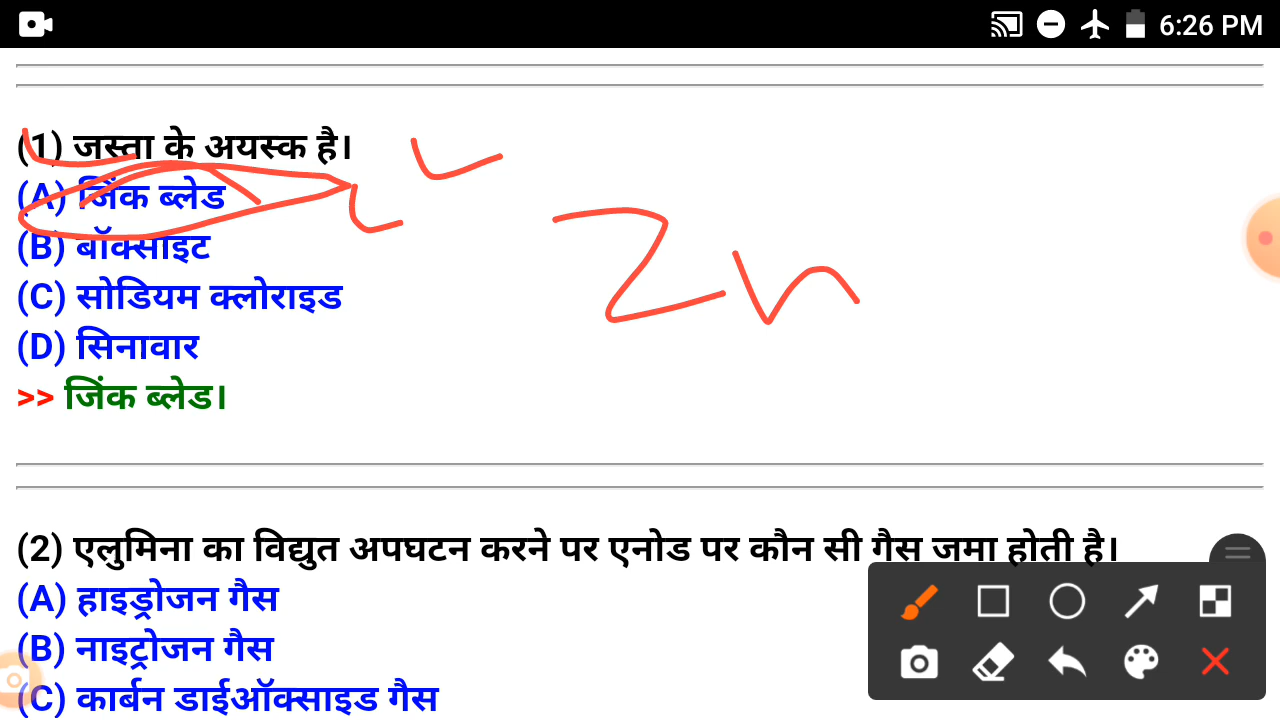 6:26 PM
(1) जस्ता के अयस्क है।
(A) जिंक ब्लेड
(B) बॉक्साइट
(C) सोडियम क्लोराइड
(D) सिनावार
>> जिंक ब्लेड।
Zn
(2) एलुमिना का विद्युत अपघटन करने पर एनोड पर कौन सी गैस जमा होती है।
(A) हाइड्रोजन गैस
(B) नाइट्रोजन गैस
(C) कार्बन डाईऑक्साइड गैस